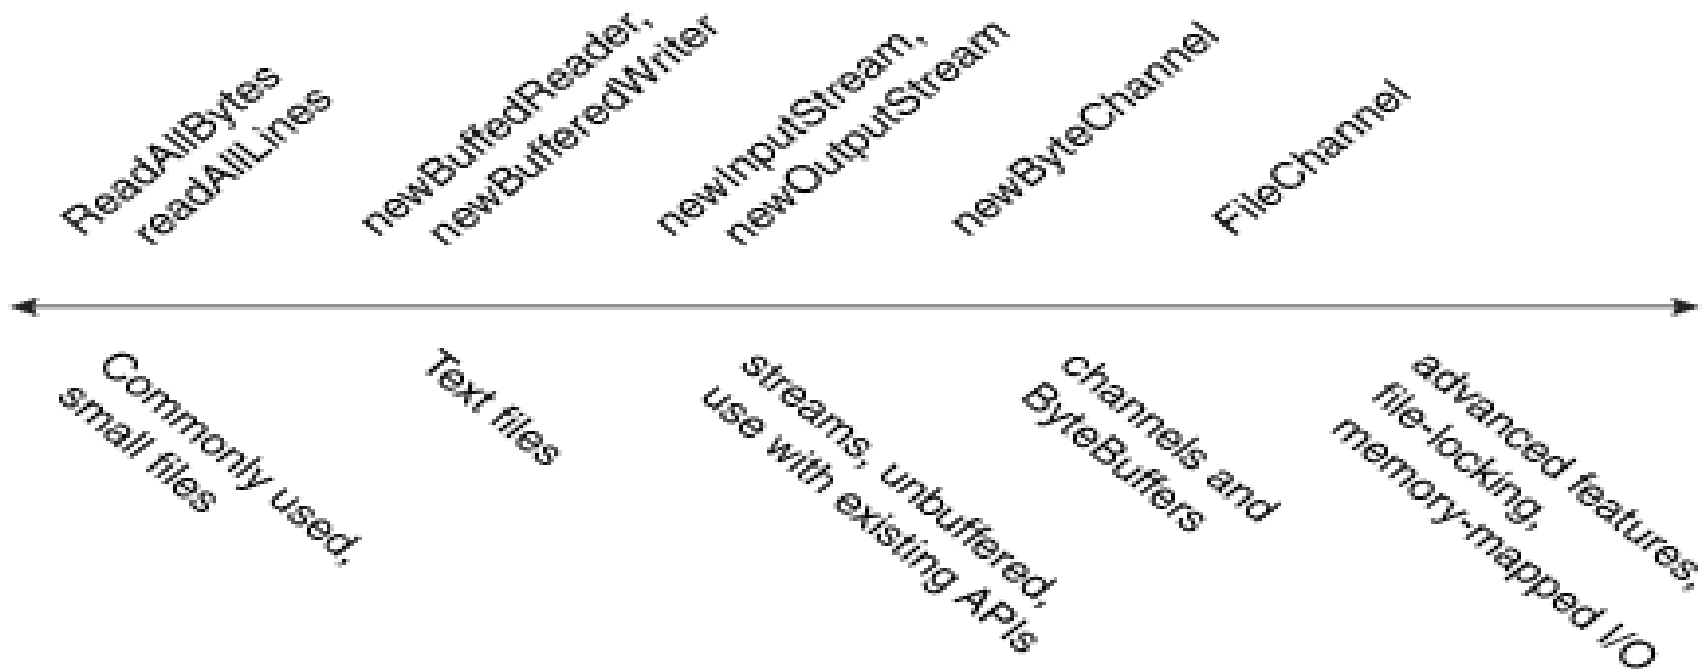 ReadAllBytes
readAllLines
newBuffedReader,
newBufferedWriter
newInputStream,
newOutputStream
newByteChannel
FileChannel
Commonly used,
small files
Text files
streams, unbuffered,
use with existing APIs
channels and
ByteBuffers
advanced features,
file-locking,
memory-mapped I/O